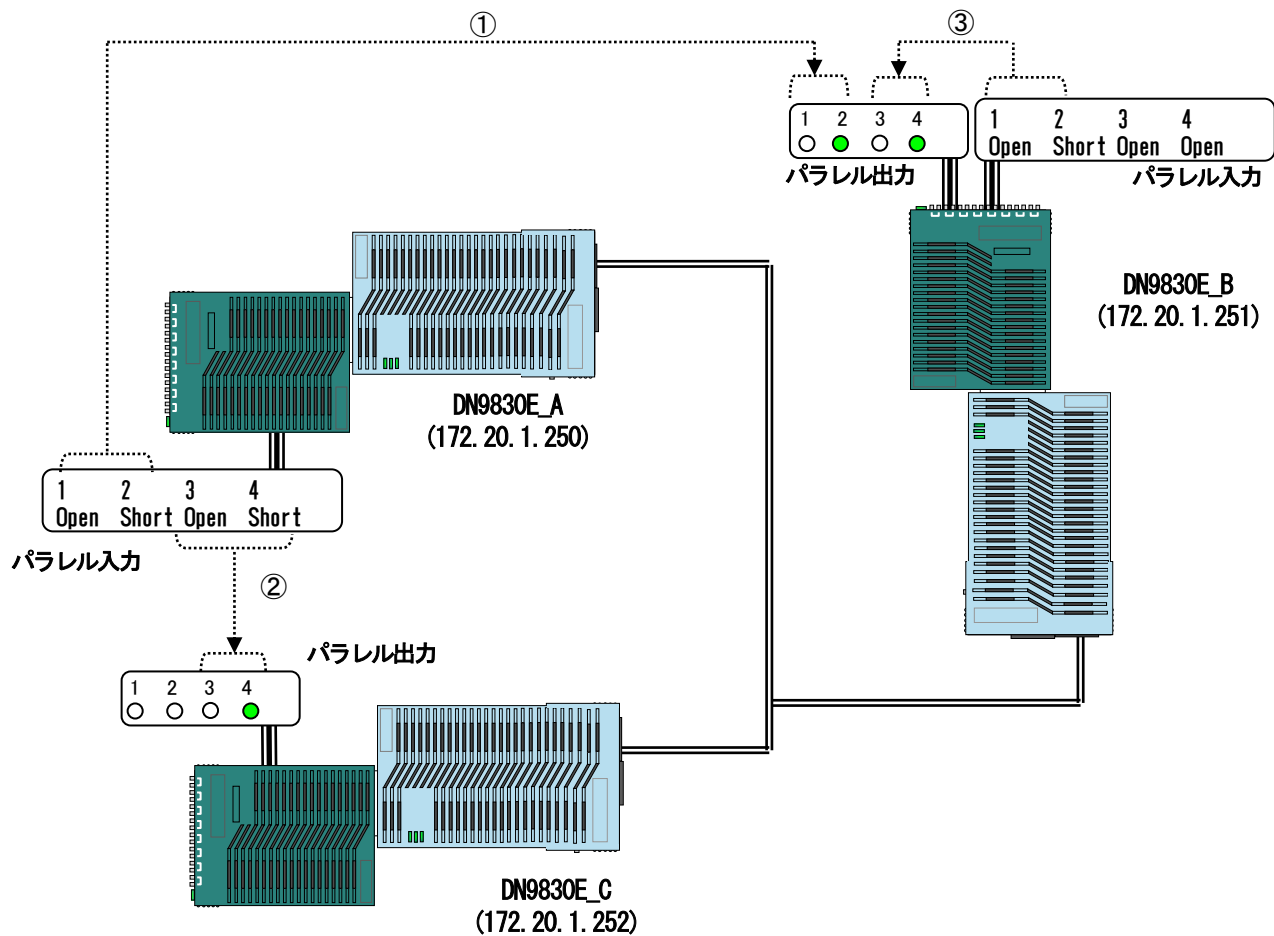 ①
③
1 2 3 4
パラレル出力
1 2 3 4
Open Short Open Open
パラレル入力
DN9830E_B
(172.20.1.251)
DN9830E_A
(172.20.1.250)
1 2 3 4
Open Short Open Short
パラレル入力
②
パラレル出力
1 2 3 4
DN9830E_C
(172.20.1.252)